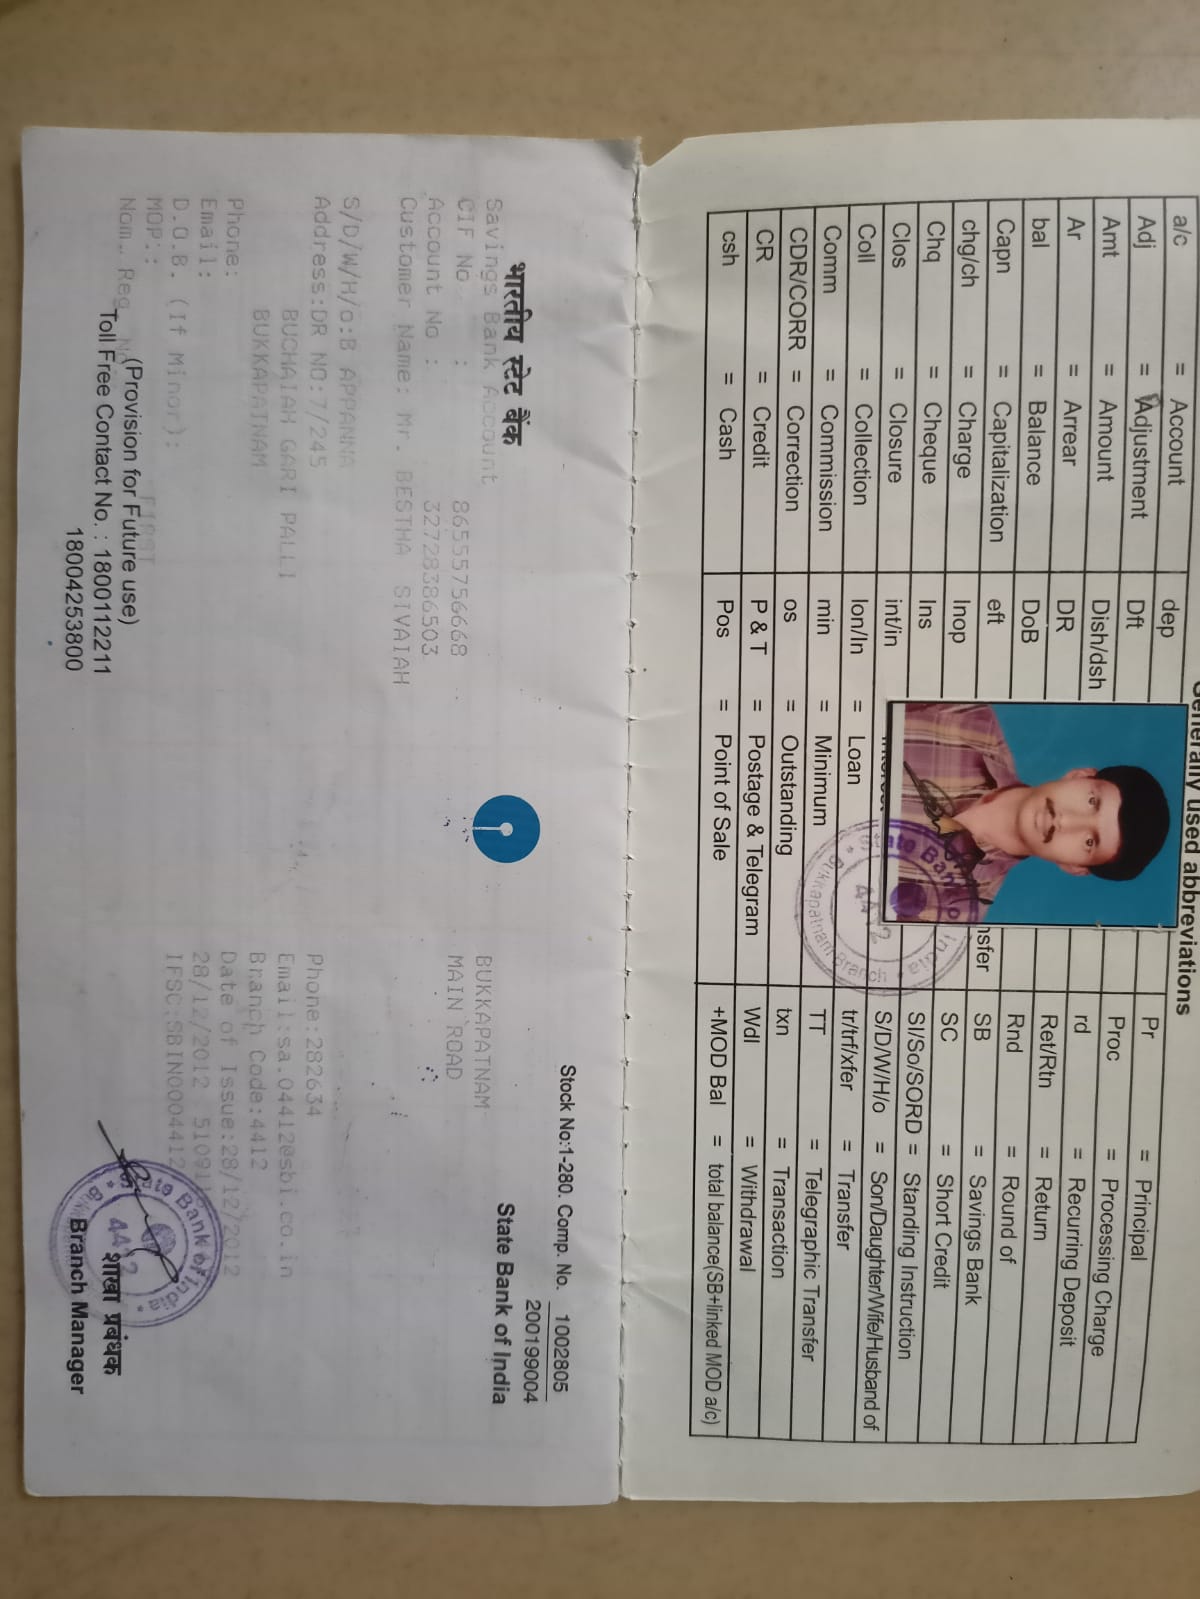 Generally used abbreviations
a/c = Account
Adj = Adjustment
Amt = Amount
Ar = Arrear
bal = Balance
Capn = Capitalization
chg/ch = Charge
Chq = Cheque
Clos = Closure
Coll = Collection
Comm = Commission
CDR/CORR = Correction
CR = Credit
csh = Cash
dep
Dft
Dish/dsh
DR
DoB
eft nsfer
Inop
Ins
int/in = Interest
lon/ln = Loan
min = Minimum
os = Outstanding
P & T = Postage & Telegram
Pos = Point of Sale
Pr = Principal
Proc = Processing Charge
rd = Recurring Deposit
Ret/Rtn = Return
Rnd = Round of
SB = Savings Bank
SC = Short Credit
SI/So/SORD = Standing Instruction
S/D/W/H/o = Son/Daughter/Wife/Husband of
tr/trf/xfer = Transfer
TT = Telegraphic Transfer
txn = Transaction
Wdl = Withdrawal
+MOD Bal = total balance(SB+linked MOD a/c)
State Bank of India
4412
Bukkapatnam Branch
Stock No:1-280. Comp. No. 1002805
200199004
भारतीय स्टेट बैंक
State Bank of India
Savings Bank Account
CIF No : 86555756668
Account No : 32728386503
Customer Name: Mr. BESTHA SIVAIAH
S/D/W/H/o:B APPANNA
Address:DR NO:7/245
BUCHAIAH GARI PALLI
BUKKAPATNAM
Phone:
Email:
D.O.B. (If Minor):
MOP.:
Nom. Reg. No
(Provision for Future use)
Toll Free Contact No. : 1800112211
18004253800
BUKKAPATNAM
MAIN ROAD
Phone:282634
Email:sa.04412@sbi.co.in
Branch Code:4412
Date of Issue:28/12/2012
28/12/2012
IFSC:SBIN0004412
State Bank of India
4412
शाखा प्रबंधक
Branch Manager